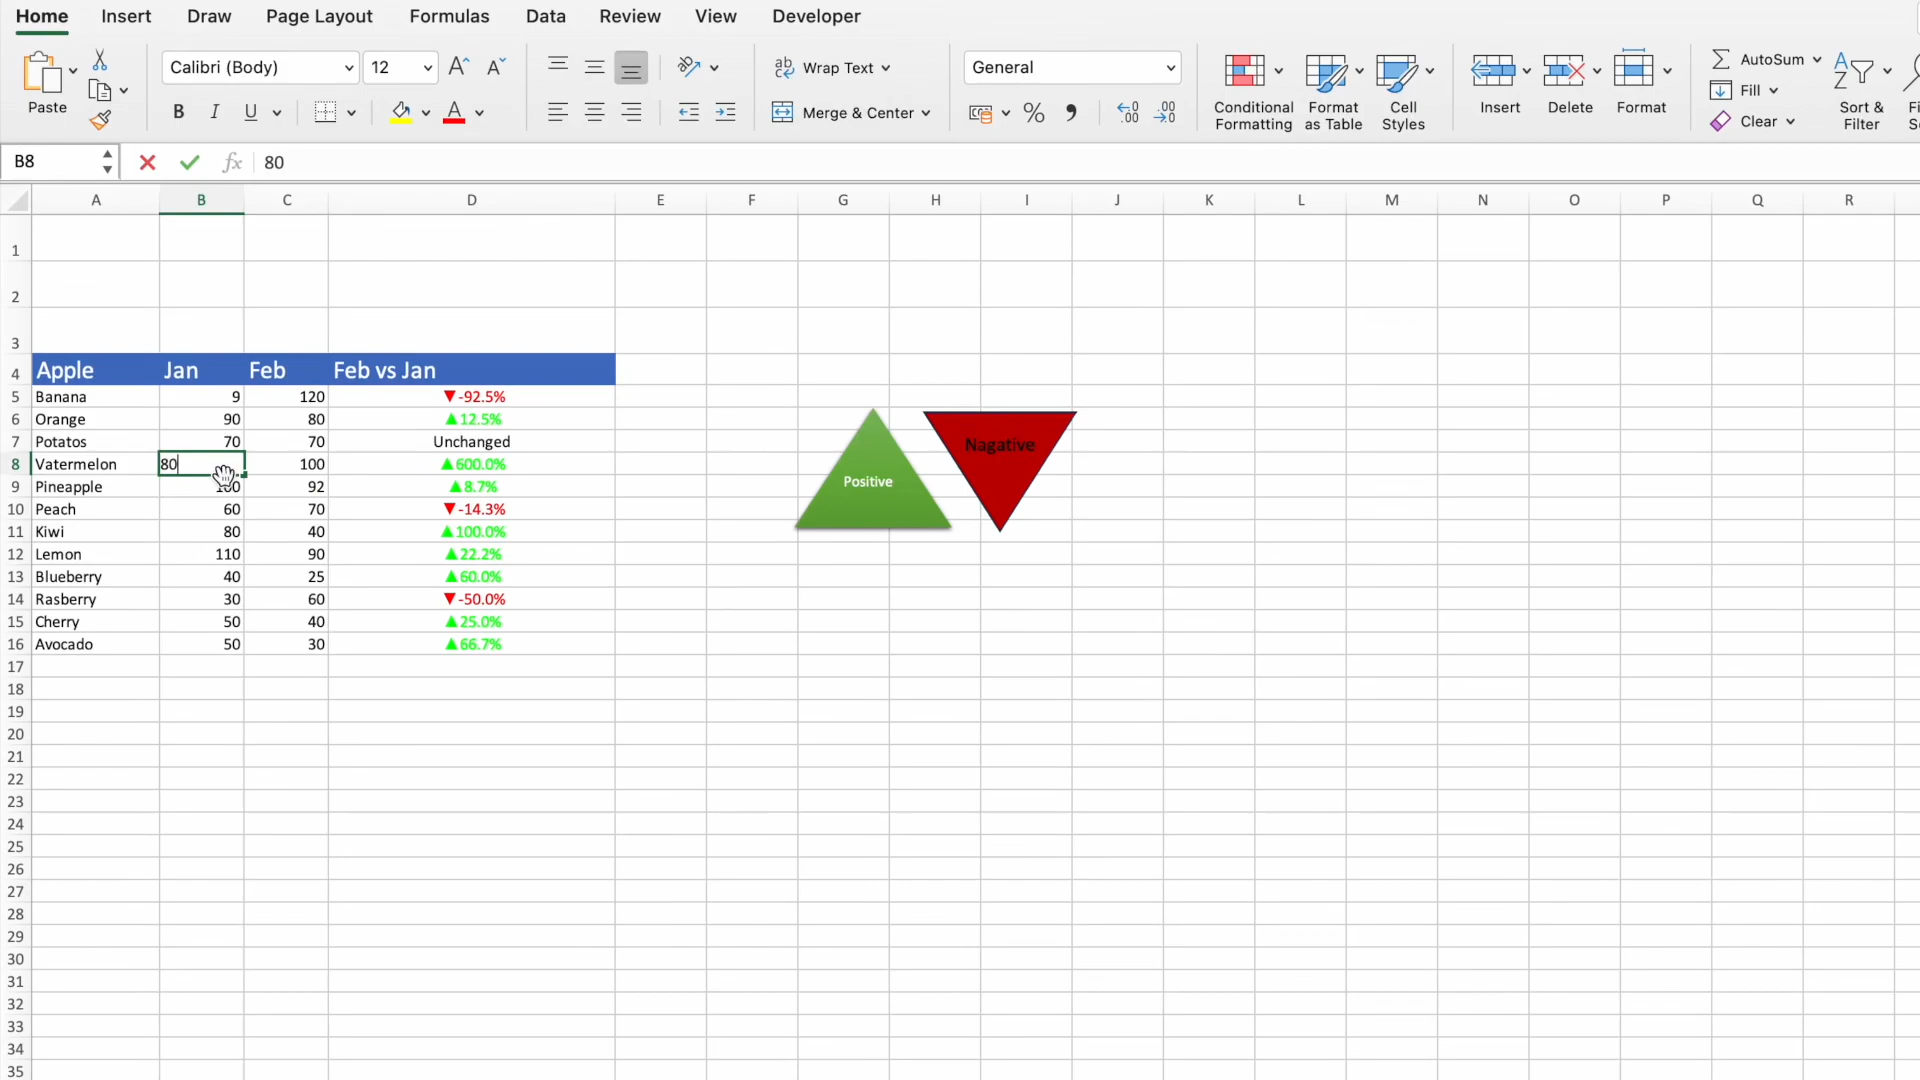 Home Insert Draw Page Layout Formulas Data Review View Developer
Calibri (Body) 12 A A ab Wrap Text General AutoSum
Paste Conditional Formatting Format as Table Cell Styles Insert Delete Format Fill Sort & Filter
B I U A Merge & Center % .00 Clear
B8 fx 80
A B C D E F G H I J K L M N O P Q R
1
2
3
4 Apple Jan Feb Feb vs Jan
5 Banana 9 120 ▼-92.5%
6 Orange 90 80 ▲12.5%
7 Potatos 70 70 Unchanged
8 Vatermelon 80 100 ▲600.0%
9 Pineapple 92 ▲8.7%
10 Peach 60 70 ▼-14.3%
11 Kiwi 80 40 ▲100.0%
12 Lemon 110 90 ▲22.2%
13 Blueberry 40 25 ▲60.0%
14 Rasberry 30 60 ▼-50.0%
15 Cherry 50 40 ▲25.0%
16 Avocado 50 30 ▲66.7%
Nagative
Positive
17
18
19
20
21
22
23
24
25
26
27
28
29
30
31
32
33
34
35